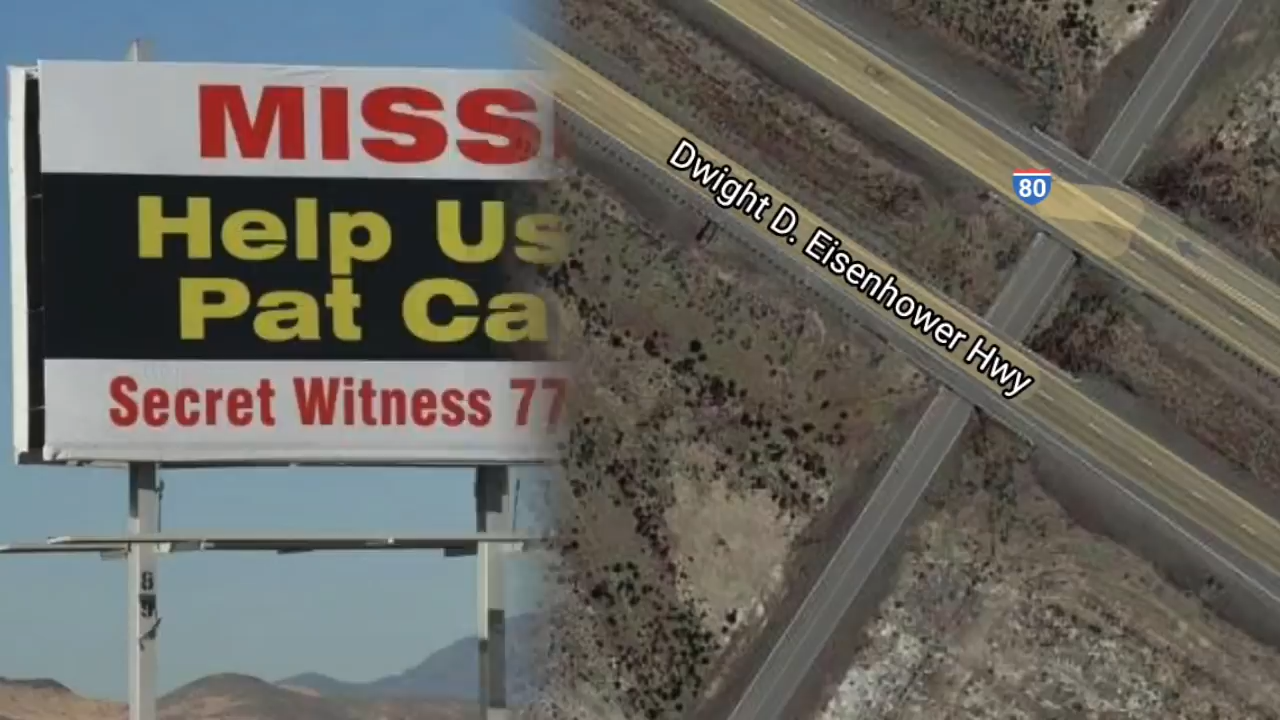 MISS
Help Us
Pat Ca
Secret Witness 77
80
Dwight D. Eisenhower Hwy